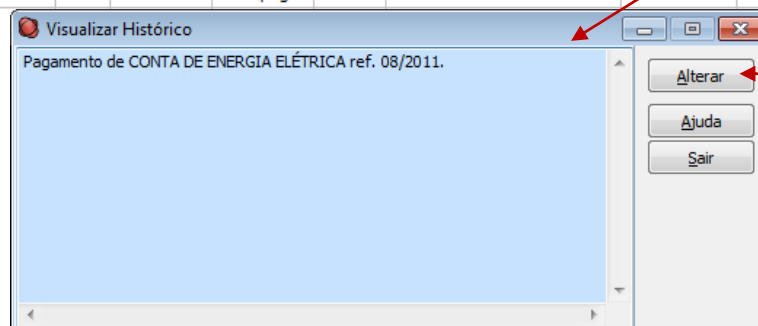 Visualizar Histórico
Pagamento de CONTA DE ENERGIA ELÉTRICA ref. 08/2011.
Alterar
Ajuda
Sair